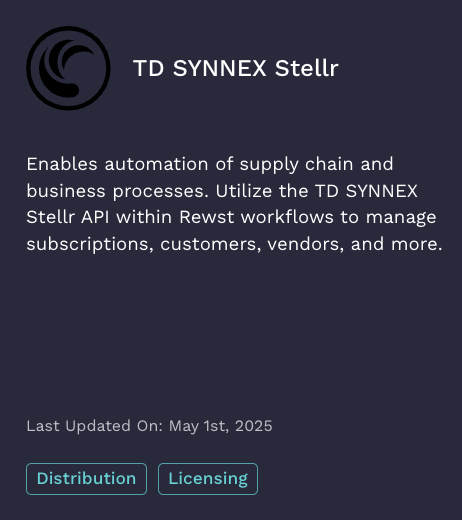 TD SYNNEX Stellr
Enables automation of supply chain and
business processes. Utilize the TD SYNNEX
Stellr API within Rewst workflows to manage
subscriptions, customers, vendors, and more.
Last Updated On: May 1st, 2025
Distribution Licensing